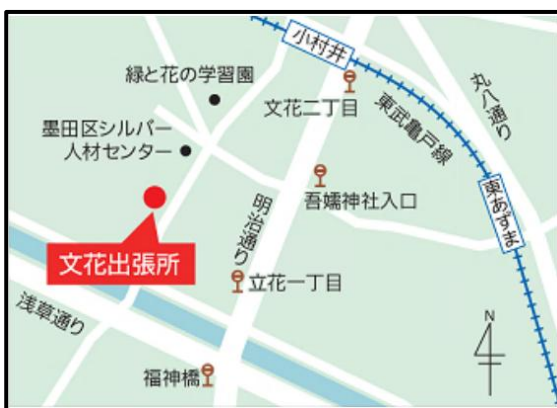 小村井
緑と花の学習園
文花二丁目
東武亀戸線
丸八通り
墨田区シルバー
人材センター
吾嬬神社入口
東あずま
明治通り
文花出張所
立花一丁目
浅草通り
福神橋
N